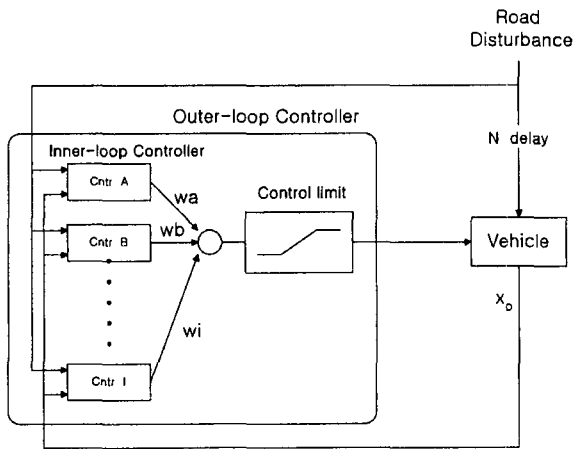 Road
Disturbance
Outer-loop Controller
N delay
Inner-loop Controller
Cntr A
wa
Control limit
Cntr B
wb
Vehicle
Xp
wi
Cntr I